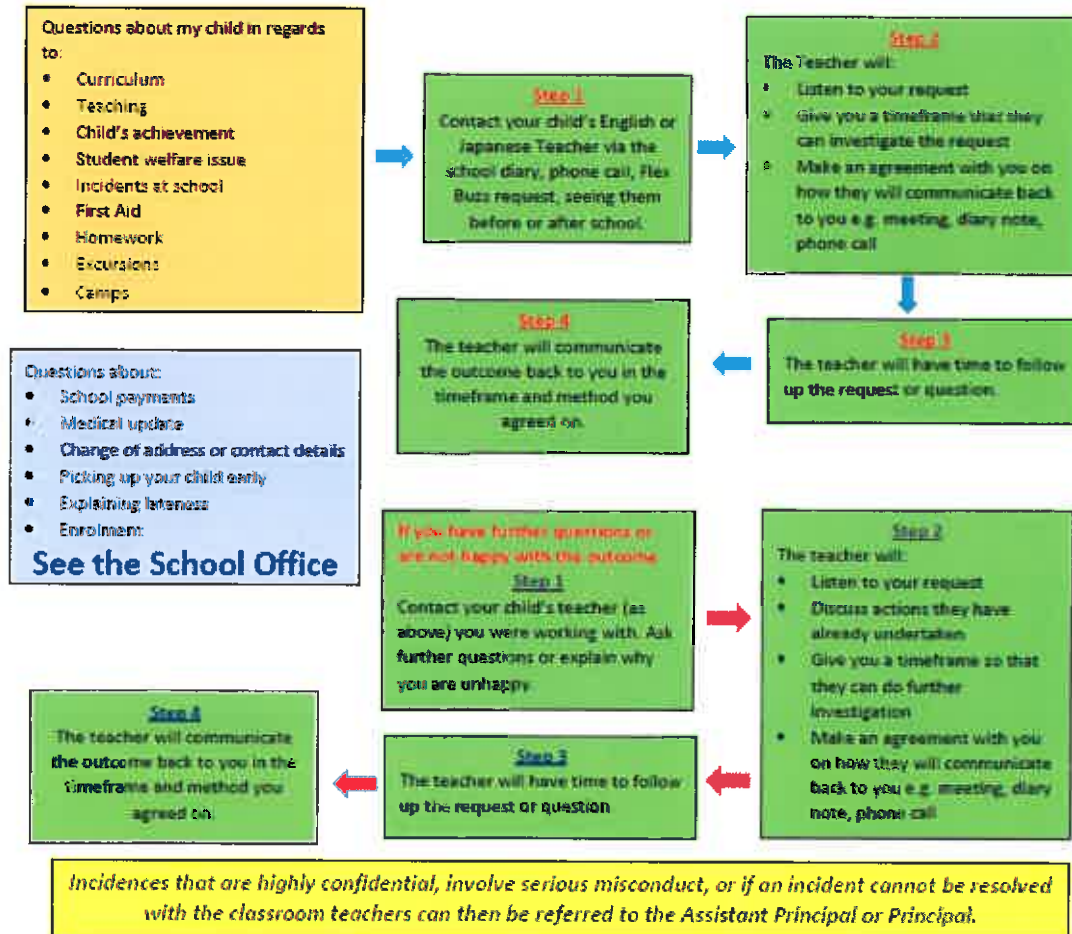 Questions about my child in regards
to:
• Curriculum
• Teaching
• Child's achievement
• Student welfare issue
• Incidents at school
• First Aid
• Homework
• Excursions
• Camps
Step 1
Contact your child's English or
Japanese Teacher via the
school diary, phone call, Flex
Buzz request, seeing them
before or after school.
Step 2
The Teacher will:
• Listen to your request
• Give you a timeframe that they
can investigate the request
• Make an agreement with you on
how they will communicate back
to you e.g. meeting, diary note,
phone call
Step 3
The teacher will have time to follow
up the request or question.
Step 4
The teacher will communicate
the outcome back to you in the
timeframe and method you
agreed on.
Questions about:
• School payments
• Medical update
• Change of address or contact details
• Picking up your child early
• Explaining lateness
• Enrolment
See the School Office
If you have further questions or
are not happy with the outcome
Step 1
Contact your child's teacher (as
above) you were working with. Ask
further questions or explain why
you are unhappy
Step 2
The teacher will:
• Listen to your request
• Discuss actions they have
already undertaken
• Give you a timeframe so that
they can do further
investigation
• Make an agreement with you
on how they will communicate
back to you e.g. meeting, diary
note, phone call
Step 3
The teacher will have time to follow
up the request or question
Step 4
The teacher will communicate
the outcome back to you in the
timeframe and method you
agreed on.
Incidences that are highly confidential, involve serious misconduct, or if an incident cannot be resolved
with the classroom teachers can then be referred to the Assistant Principal or Principal.